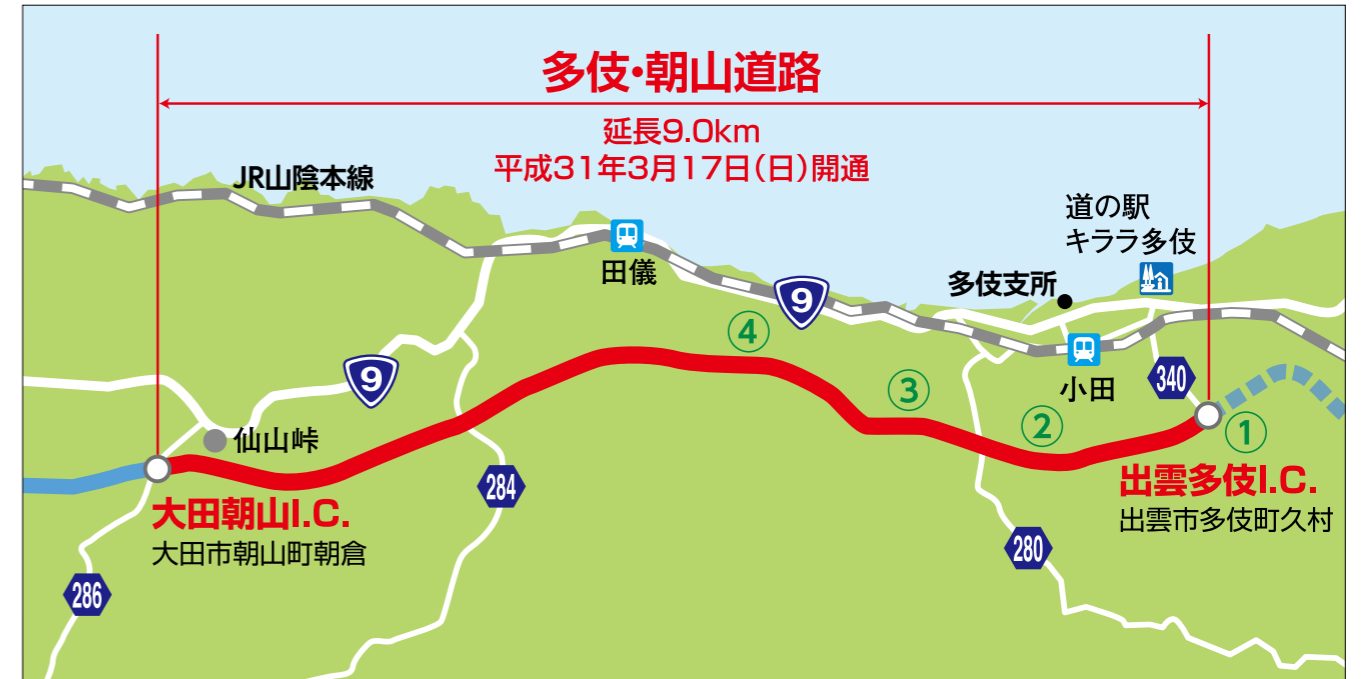 多伎・朝山道路
延長9.0km
平成31年3月17日(日)開通
JR山陰本線
道の駅
キララ多伎
田儀
多伎支所
9
④
小田
340
9
③
②
①
仙山峠
出雲多伎I.C.
出雲市多伎町久村
284
大田朝山I.C.
大田市朝山町朝倉
280
286